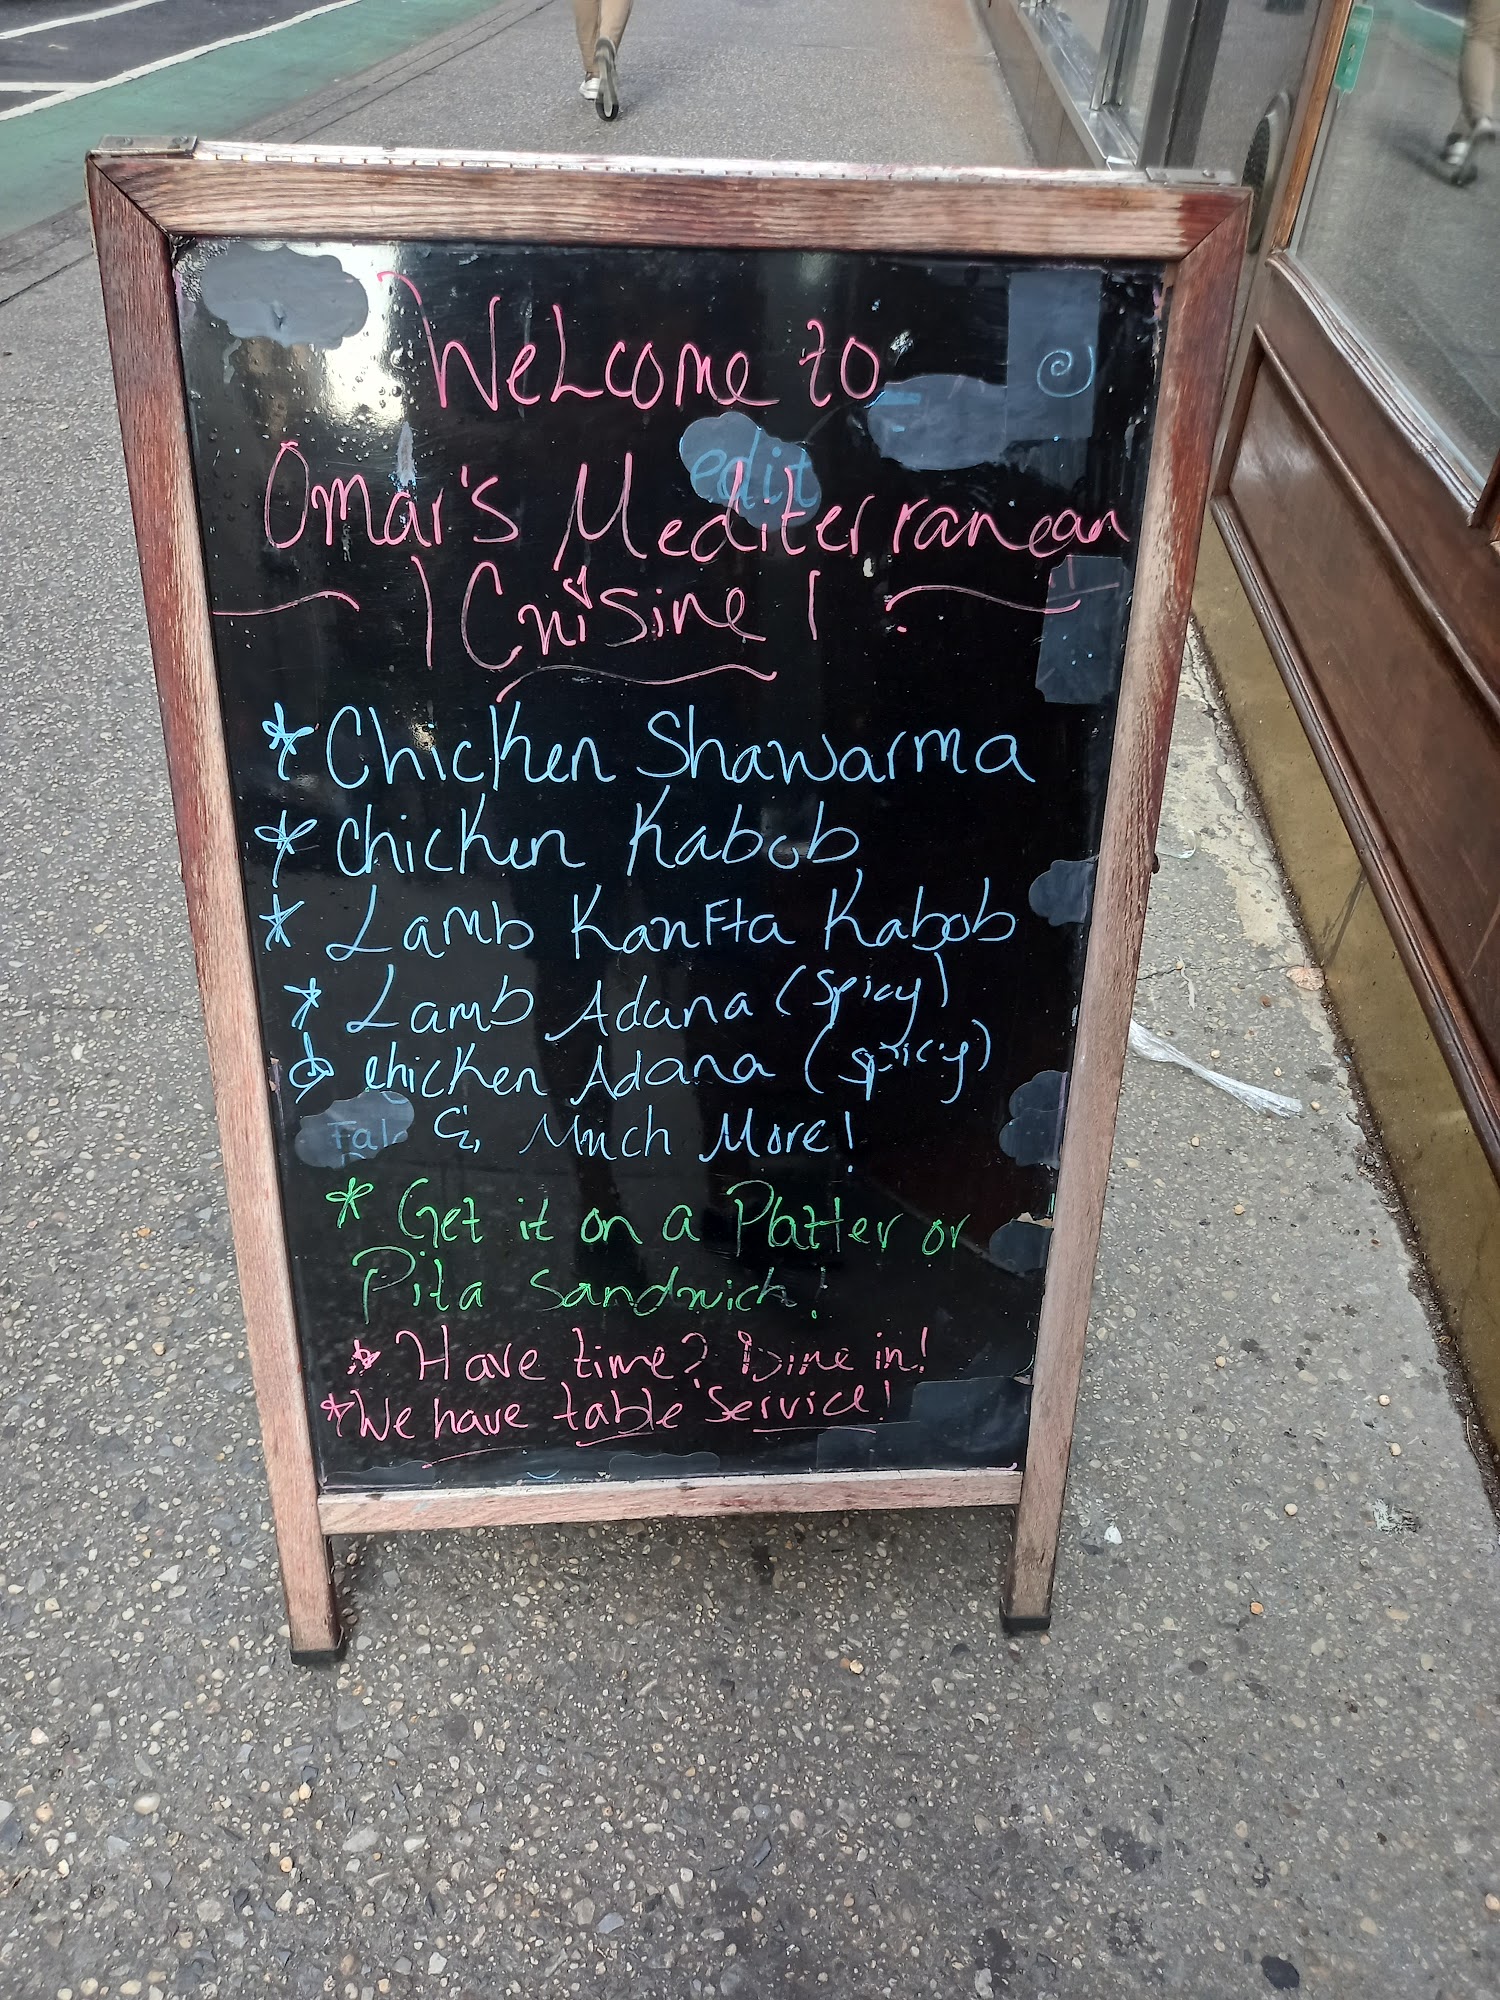 Welcome to
Omar's Mediterranean
Cuisine!
* Chicken Shawarma
* Chicken Kabob
* Lamb KanFta Kabob
* Lamb Adana (Spicy)
* Chicken Adana (spicy)
& Much More!
* Get it on a Platter or
Pita Sandwich!
* Have time? Dine in!
* We have table service!